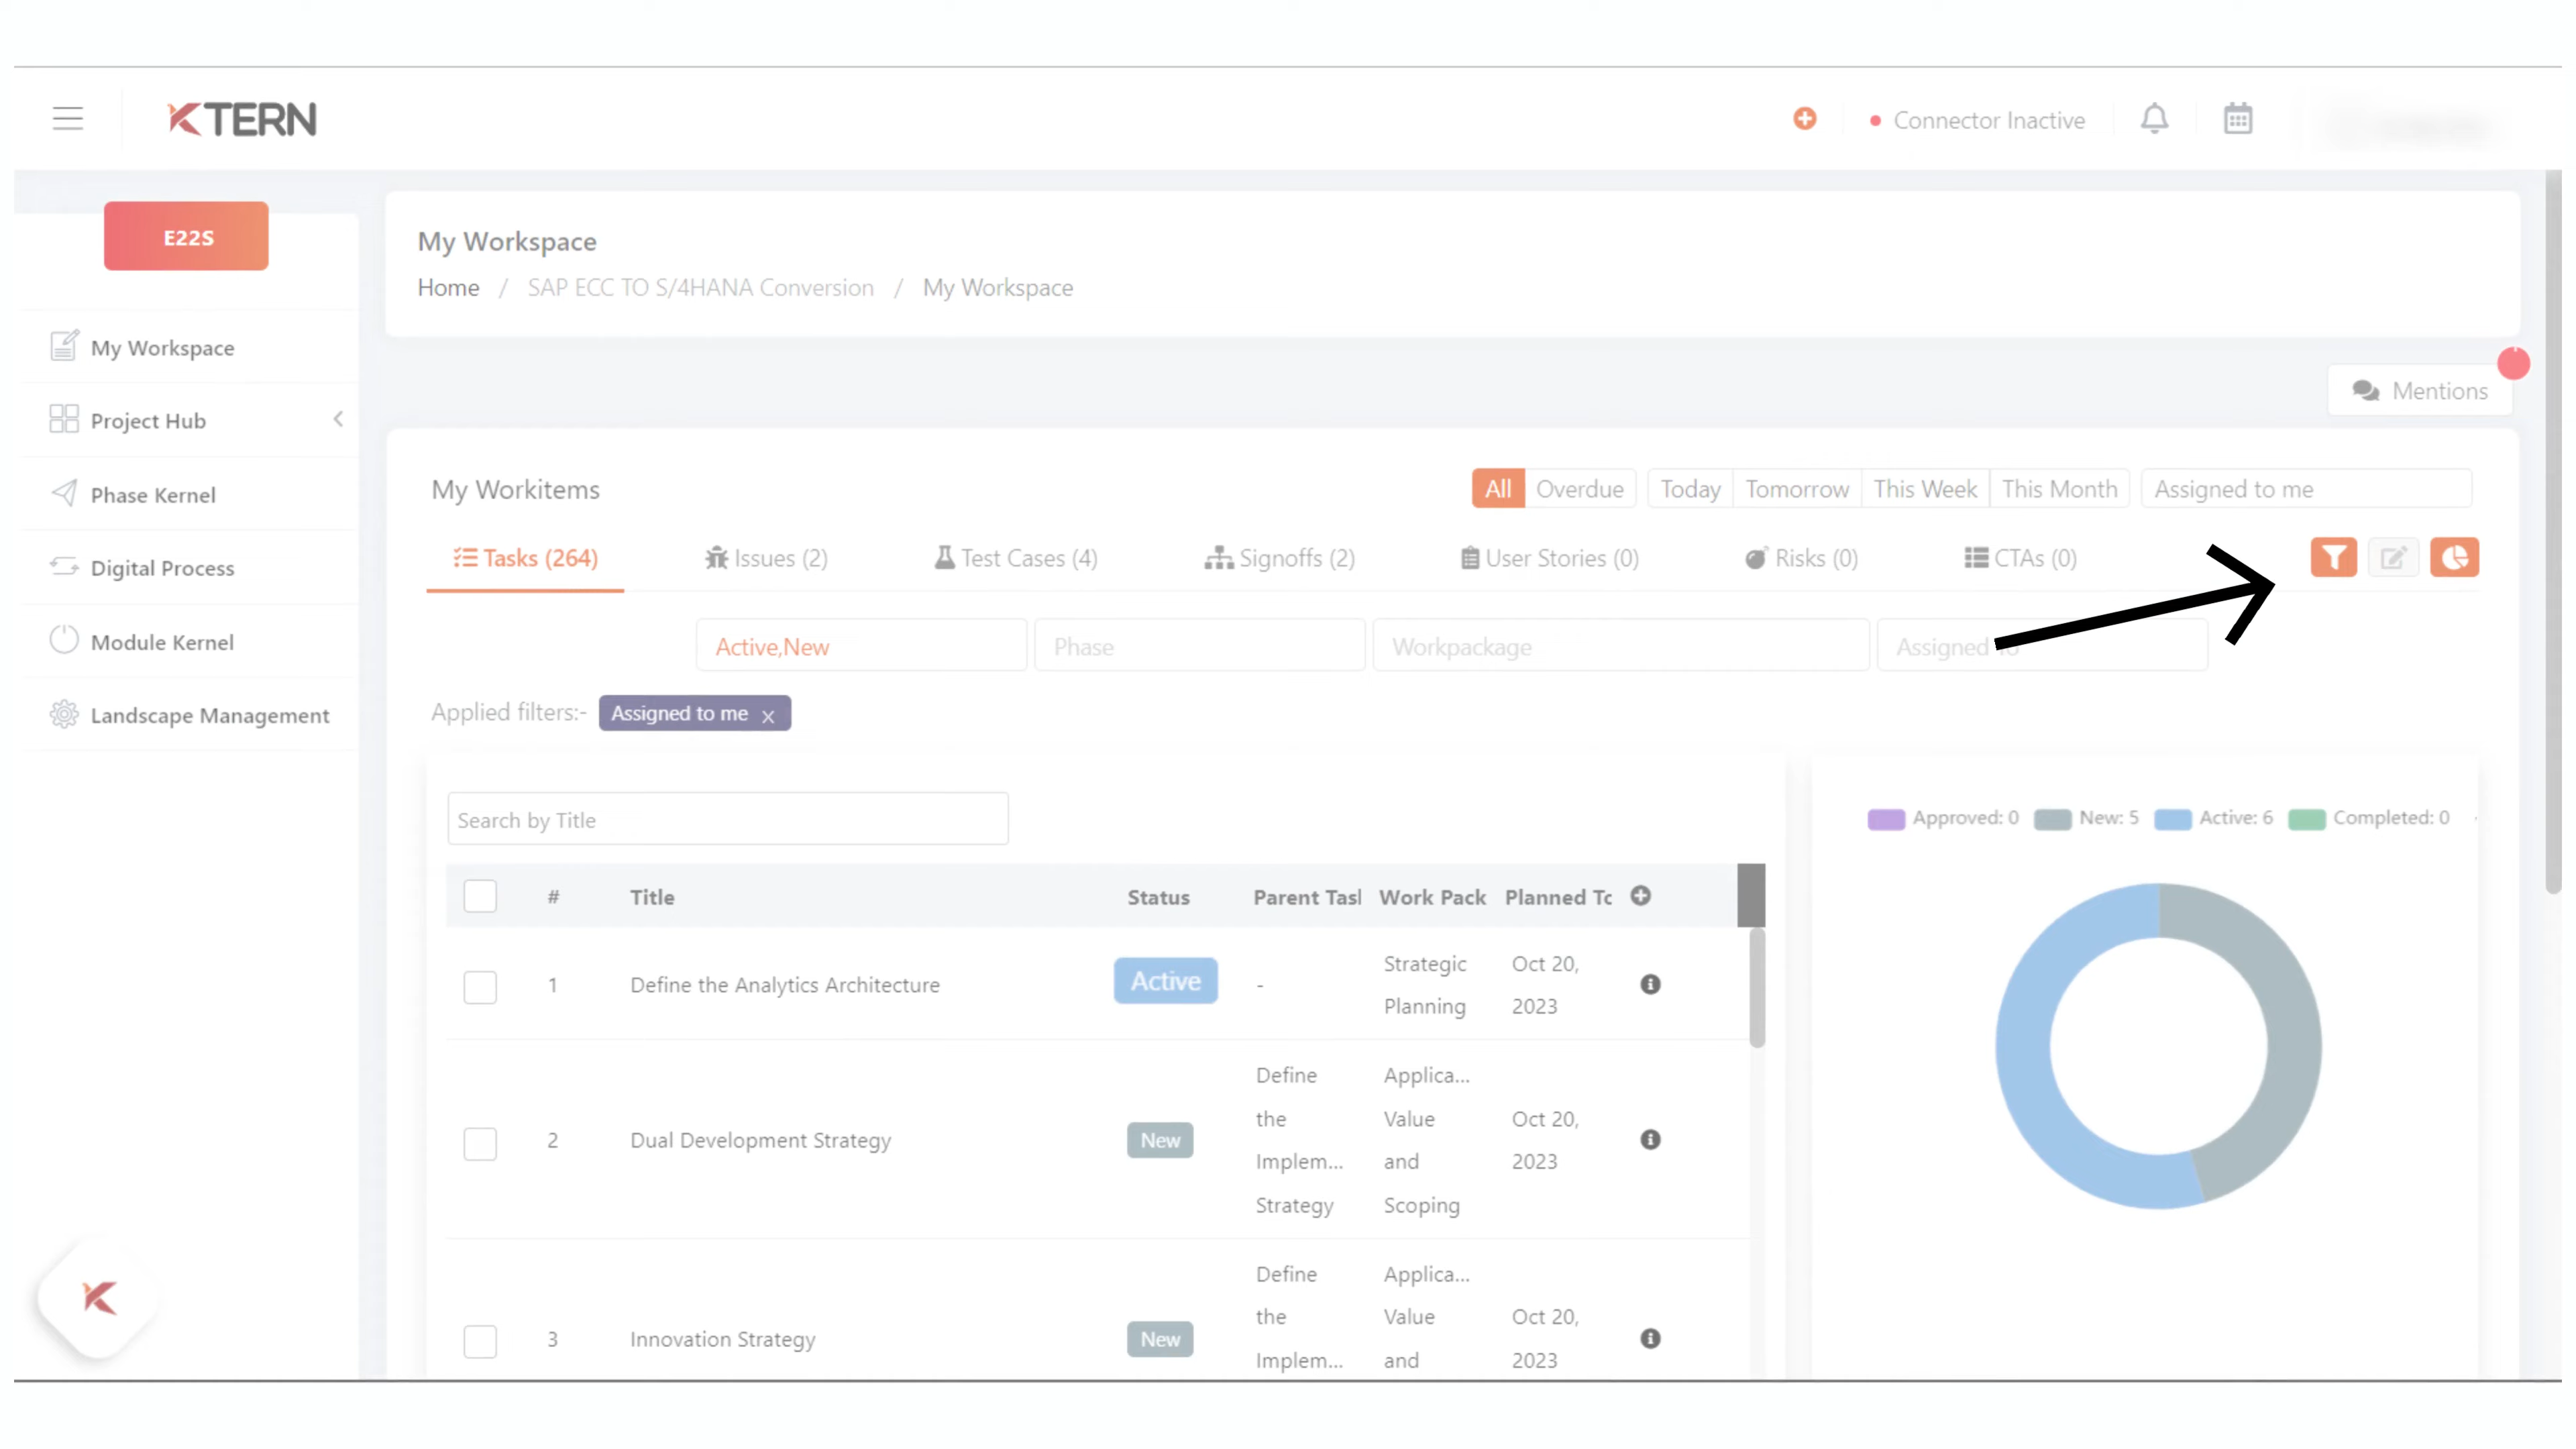 KTERN
Connector Inactive
E22S
My Workspace
Home / SAP ECC TO S/4HANA Conversion / My Workspace
My Workspace
Project Hub
Phase Kernel
Digital Process
Module Kernel
Landscape Management
Mentions
My Workitems
All Overdue Today Tomorrow This Week This Month Assigned to me
Tasks (264) Issues (2) Test Cases (4) Signoffs (2) User Stories (0) Risks (0) CTAs (0)
Active,New Phase Workpackage Assigned
Applied filters:- Assigned to me x
Search by Title
# Title Status Parent Tasl Work Pack Planned Tc
1 Define the Analytics Architecture Active - Strategic Planning Oct 20, 2023
2 Dual Development Strategy New Define the Implem... Strategy Applica... Value and Scoping Oct 20, 2023
3 Innovation Strategy New Define the Implem... Applica... Value and Oct 20, 2023
Approved: 0 New: 5 Active: 6 Completed: 0